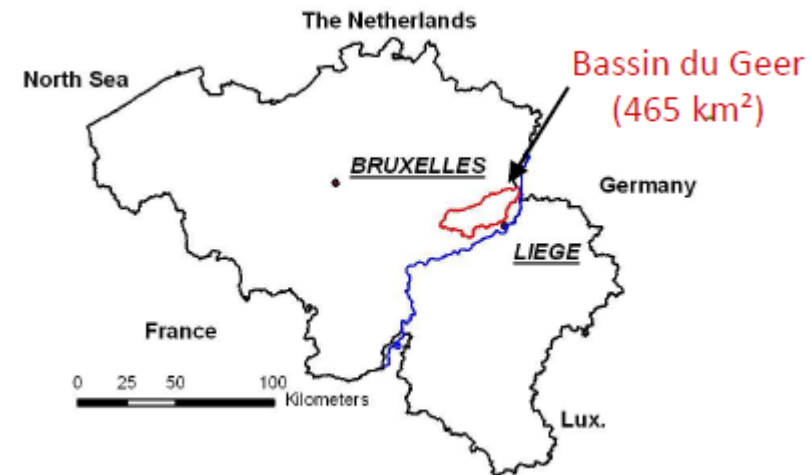 The Netherlands
North Sea
Bassin du Geer
(465 km²)
BRUXELLES
Germany
LIEGE
France
0 25 50 100
Kilometers
Lux.